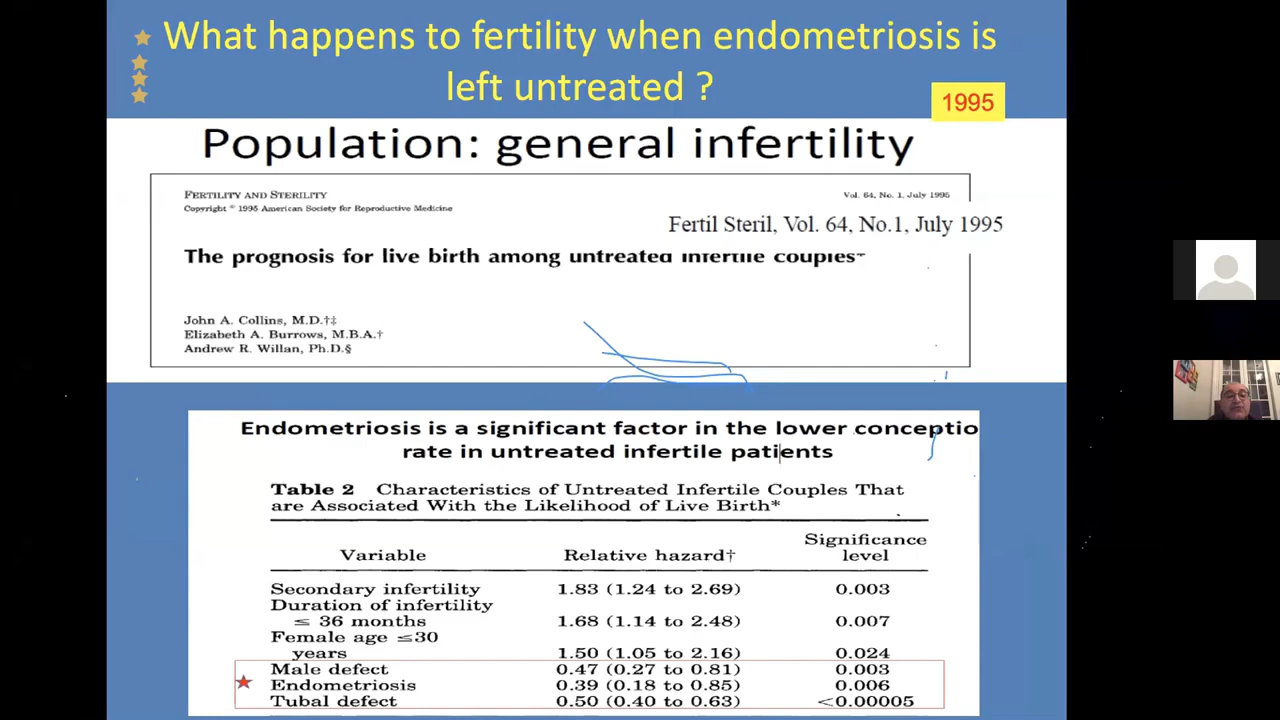 What happens to fertility when endometriosis is
left untreated ?
1995
Population: general infertility
FERTILITY AND STERILITY
Vol. 64, No. 1, July 1995
Copyright © 1995 American Society for Reproductive Medicine
Fertil Steril, Vol. 64, No.1, July 1995
The prognosis for live birth among untreated infertile couples*
John A. Collins, M.D.†‡
Elizabeth A. Burrows, M.B.A.†
Andrew R. Willan, Ph.D.§
Endometriosis is a significant factor in the lower conceptio
rate in untreated infertile patients
Table 2 Characteristics of Untreated Infertile Couples That
are Associated With the Likelihood of Live Birth*
Variable Relative hazard† Significance level
Secondary infertility 1.83 (1.24 to 2.69) 0.003
Duration of infertility
≤ 36 months 1.68 (1.14 to 2.48) 0.007
Female age ≤30
years 1.50 (1.05 to 2.16) 0.024
Male defect 0.47 (0.27 to 0.81) 0.003
Endometriosis 0.39 (0.18 to 0.85) 0.006
Tubal defect 0.50 (0.40 to 0.63) <0.00005